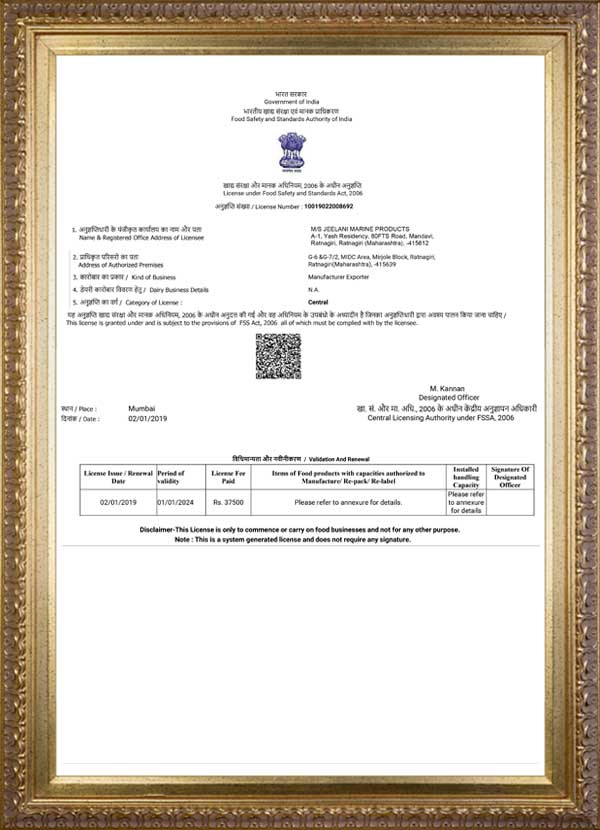 भारत सरकार
Government of India
भारतीय खाद्य संरक्षा एवं मानक प्राधिकरण
Food Safety and Standards Authority of India
खाद्य संरक्षा और मानक अधिनियम, 2006 के अधीन अनुज्ञप्ति
License under Food Safety and Standards Act, 2006
अनुज्ञप्ति संख्या / License Number : 10019022008692
1. अनुज्ञप्तिधारी के पंजीकृत कार्यालय का नाम और पता
Name & Registered Office Address of Licensee
M/S JEELANI MARINE PRODUCTS
A-1, Yash Residency, 80FTS Road, Mandavi,
Ratnagiri, Ratnagiri (Maharashtra), -415612
2. प्राधिकृत परिसरों का पता
Address of Authorized Premises
G-6 &G-7/2, MIDC Area, Mirjole Block, Ratnagiri,
Ratnagiri(Maharashtra), -415639
3. कारोबार का प्रकार / Kind of Business
Manufacturer Exporter
4. डेयरी कारोबार विवरण हेतु / Dairy Business Details
N.A.
5. अनुज्ञप्ति का वर्ग / Category of License :
Central
यह अनुज्ञप्ति खाद्य संरक्षा और मानक अधिनियम, 2006 के अधीन अनुदत्त की गई और वह अधिनियम के उपबंधो के अध्यादीन है जिनका अनुज्ञप्तिधारी द्वारा अवश्य पालन किया जाना चाहिए /
This license is granted under and is subject to the provisions of FSS Act, 2006 all of which must be complied with by the licensee.
M. Kannan
Designated Officer
स्थान / Place : Mumbai
खा. सं. और मा. अधि., 2006 के अधीन केंद्रीय अनुज्ञापन अधिकारी
दिनांक / Date : 02/01/2019
Central Licensing Authority under FSSA, 2006
विधिमान्यता और नवीनीकरण / Validation And Renewal
License Issue / Renewal Date
Period of validity
License Fee Paid
Items of Food products with capacities authorized to Manufacture/ Re-pack/ Re-label
Installed handling Capacity
Signature Of Designated Officer
02/01/2019
01/01/2024
Rs. 37500
Please refer to annexure for details.
Please refer to annexure for details
Disclaimer-This License is only to commence or carry on food businesses and not for any other purpose.
Note : This is a system generated license and does not require any signature.